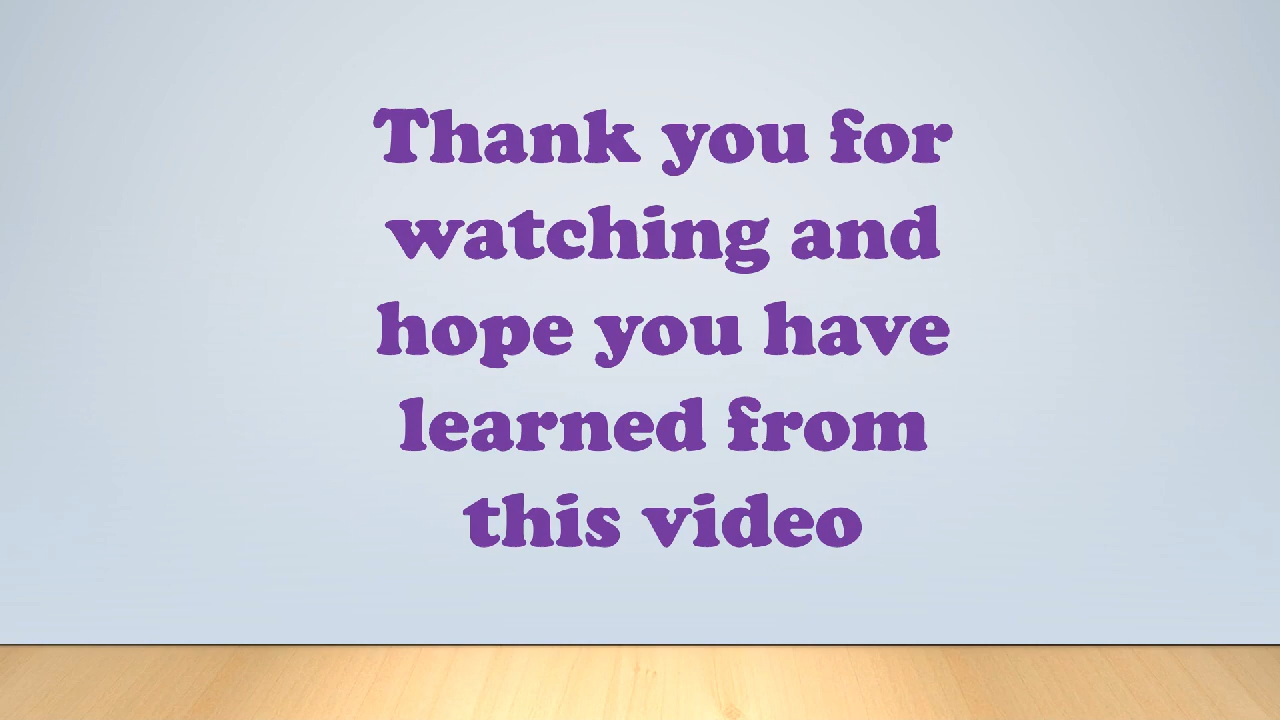 Thank you for
watching and
hope you have
learned from
this video